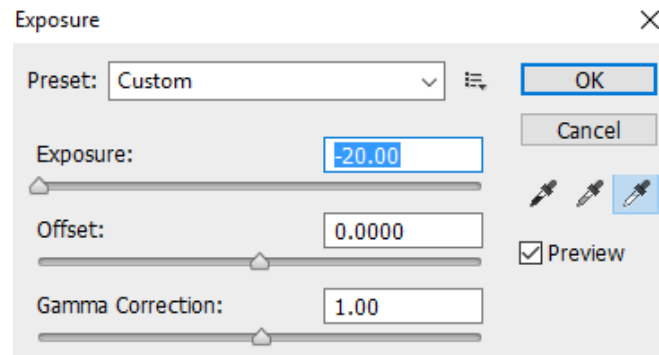 Exposure
Preset: Custom
OK
Cancel
Exposure: -20.00
Offset: 0.0000
Preview
Gamma Correction: 1.00